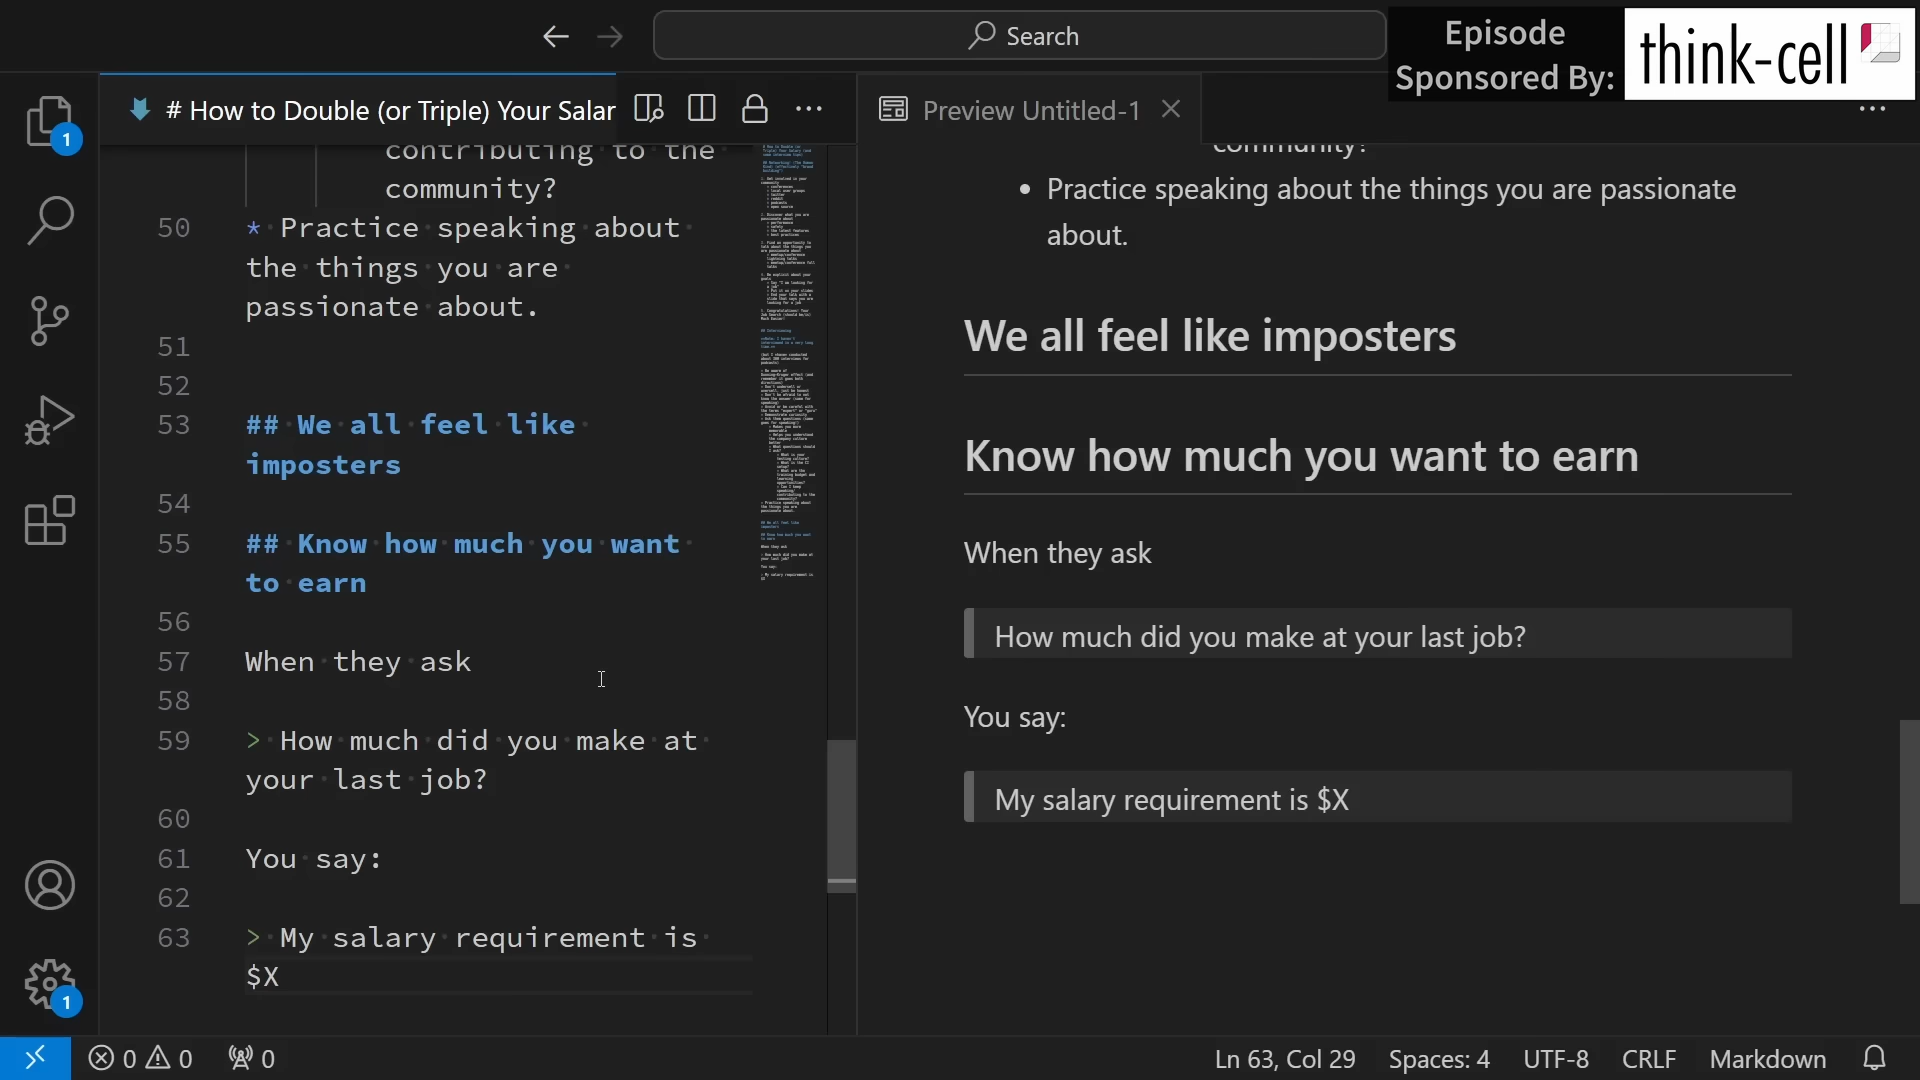 Search
Episode
Sponsored By:
think-cell
# How to Double (or Triple) Your Salar
Preview Untitled-1
contributing to the
community?
50 * Practice speaking about
the things you are
passionate about.
51
52
53 ## We all feel like
imposters
54
55 ## Know how much you want
to earn
56
57 When they ask
58
59 > How much did you make at
your last job?
60
61 You say:
62
63 > My salary requirement is
$X
community?
• Practice speaking about the things you are passionate
about.
We all feel like imposters
Know how much you want to earn
When they ask
How much did you make at your last job?
You say:
My salary requirement is $X
1
1
0 0 0
Ln 63, Col 29 Spaces: 4 UTF-8 CRLF Markdown